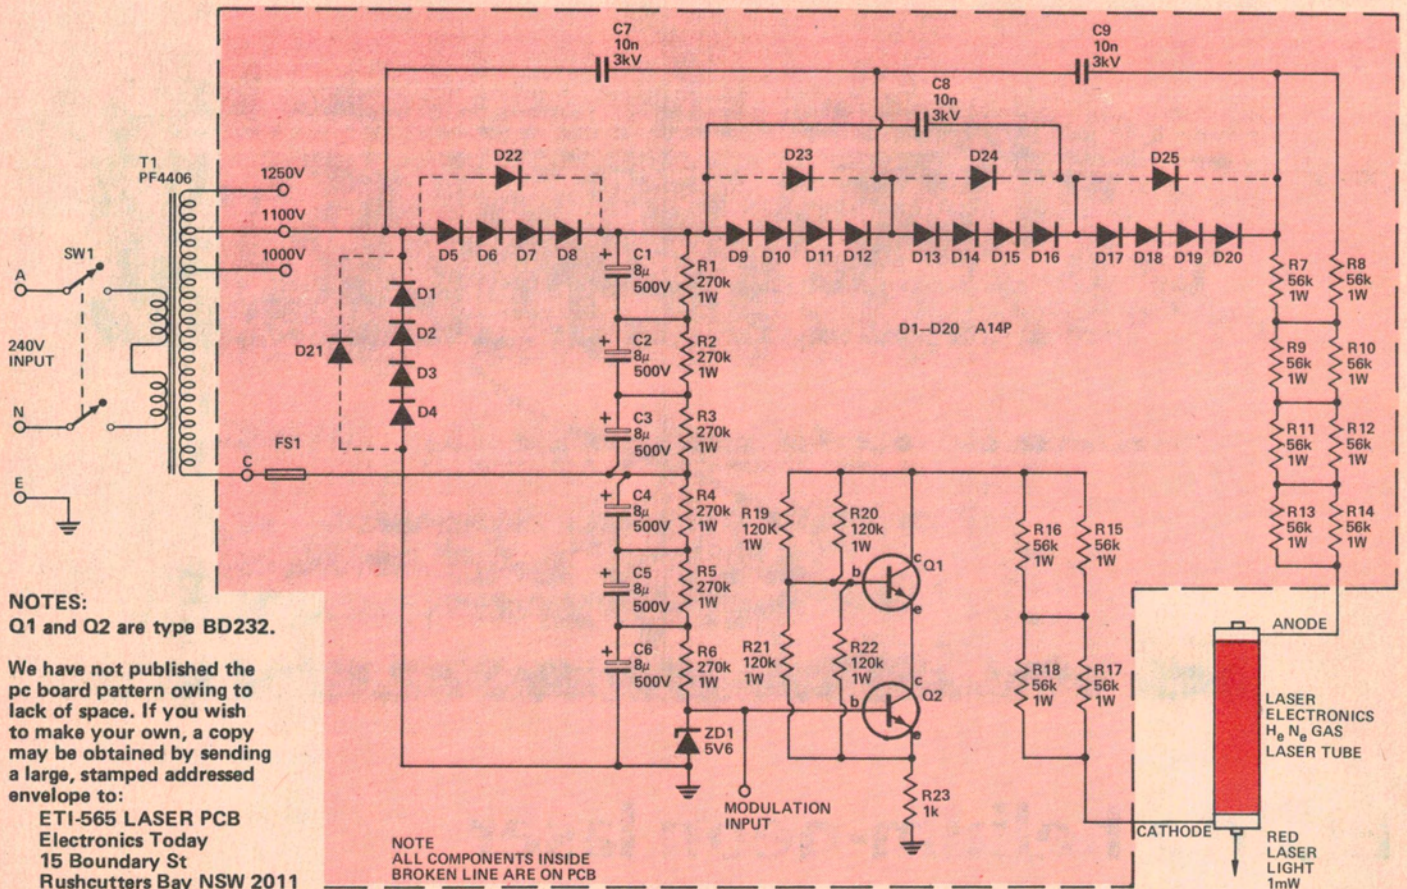 C7
10n
3kV
C9
10n
3kV
C8
10n
3kV
T1
PF4406
1250V
1100V
1000V
SW1
A
240V
INPUT
N
E
C
FS1
D22
D5 D6 D7 D8
D21
D1
D2
D3
D4
D23
D24
D25
D9 D10 D11 D12
D13 D14 D15 D16
D17 D18 D19 D20
D1–D20 A14P
+
C1
8µ
500V
R1
270k
1W
+
C2
8µ
500V
R2
270k
1W
+
C3
8µ
500V
R3
270k
1W
+
C4
8µ
500V
R4
270k
1W
+
C5
8µ
500V
R5
270k
1W
+
C6
8µ
500V
R6
270k
1W
R7
56k
1W
R8
56k
1W
R9
56k
1W
R10
56k
1W
R11
56k
1W
R12
56k
1W
R13
56k
1W
R14
56k
1W
R19
120K
1W
R20
120k
1W
c
b
Q1
e
R21
120k
1W
R22
120k
1W
c
b
Q2
e
R16
56k
1W
R15
56k
1W
R18
56k
1W
R17
56k
1W
ZD1
5V6
MODULATION
INPUT
R23
1k
ANODE
LASER
ELECTRONICS
He Ne GAS
LASER TUBE
CATHODE
RED
LASER
LIGHT
1mW
NOTES:
Q1 and Q2 are type BD232.
We have not published the
pc board pattern owing to
lack of space. If you wish
to make your own, a copy
may be obtained by sending
a large, stamped addressed
envelope to:
ETI-565 LASER PCB
Electronics Today
15 Boundary St
Rushcutters Bay NSW 2011
NOTE
ALL COMPONENTS INSIDE
BROKEN LINE ARE ON PCB